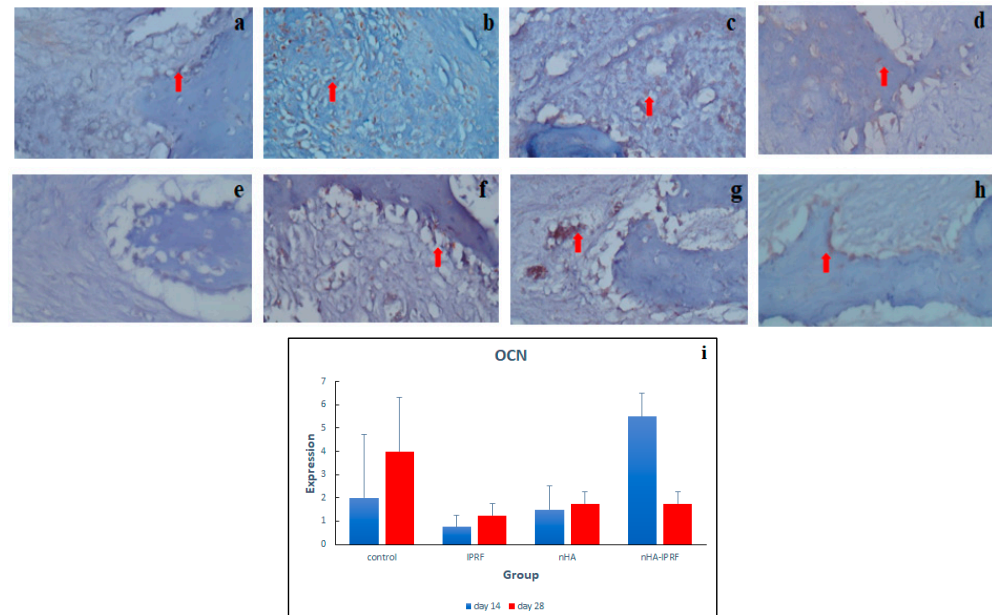 a
b
c
d
e
f
g
h
OCN
i
7
6
5
4
3
2
1
0
Expression
control
IPRF
nHA
nHA-IPRF
Group
day 14
day 28